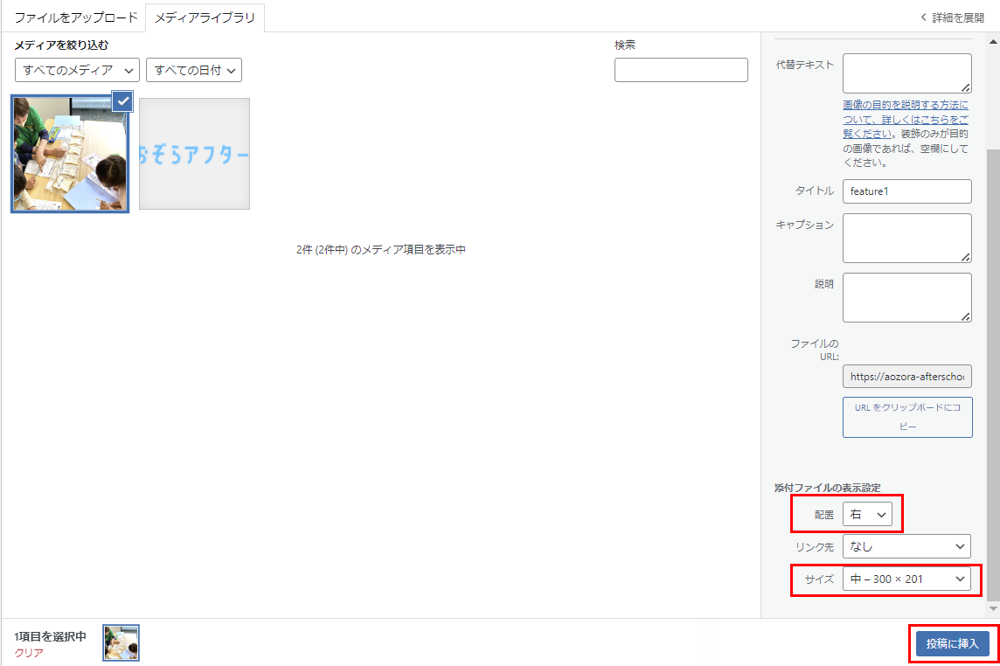 ファイルをアップロード
メディアライブラリ
詳細を展開
メディアを絞り込む
すべてのメディア
すべての日付
検索
おぞらアフター
2件 (2件中) のメディア項目を表示中
代替テキスト
画像の目的を説明する方法に
ついて、詳しくはこちらをご
覧ください。装飾のみが目的
の画像であれば、空欄にして
ください。
タイトル
feature1
キャプション
説明
ファイルの
URL:
https://aozora-afterschoo
URL をクリップボードにコ
ピー
添付ファイルの表示設定
配置
右
リンク先
なし
サイズ
中 – 300 × 201
1項目を選択中
クリア
投稿に挿入